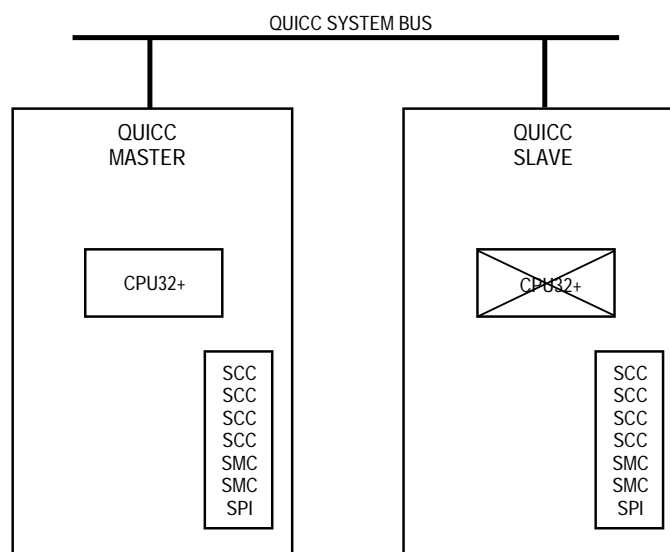 QUICC SYSTEM BUS
QUICC
MASTER
CPU32+
SCC
SCC
SCC
SCC
SMC
SMC
SPI
QUICC
SLAVE
CPU32+
SCC
SCC
SCC
SCC
SMC
SMC
SPI